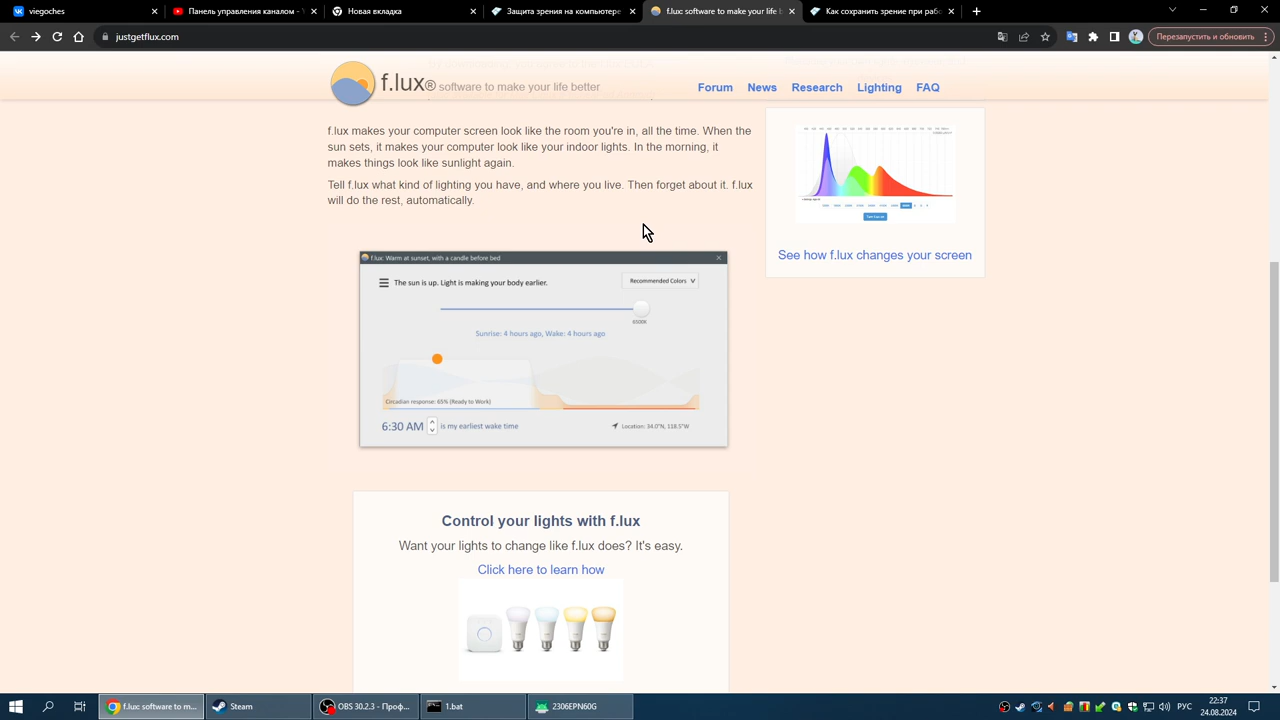 viegoches
Панель управления каналом -
Новая вкладка
Защита зрения на компьютере
f.lux: software to make your l
Как сохранить зрение при раб
justgetflux.com
Перезапустить и обновить
f.lux® software to make your life better
Forum News Research Lighting FAQ
f.lux makes your computer screen look like the room you're in, all the time. When the
sun sets, it makes your computer look like your indoor lights. In the morning, it
makes things look like sunlight again.
Tell f.lux what kind of lighting you have, and where you live. Then forget about it. f.lux
will do the rest, automatically.
See how f.lux changes your screen
f.lux: Warm at sunset, with a candle before bed
The sun is up. Light is making your body earlier.
Recommended Colors
6500K
Sunrise: 4 hours ago, Wake: 4 hours ago
Circadian response: 65% (Ready to Work)
6:30 AM is my earliest wake time
Location: 34.0°N, 118.5°W
Control your lights with f.lux
Want your lights to change like f.lux does? It's easy.
Click here to learn how
f.lux: software to m...
Steam
OBS 30.2.3 - Проф...
1.bat
2306EPN60G
РУС
22:37
24.08.2024